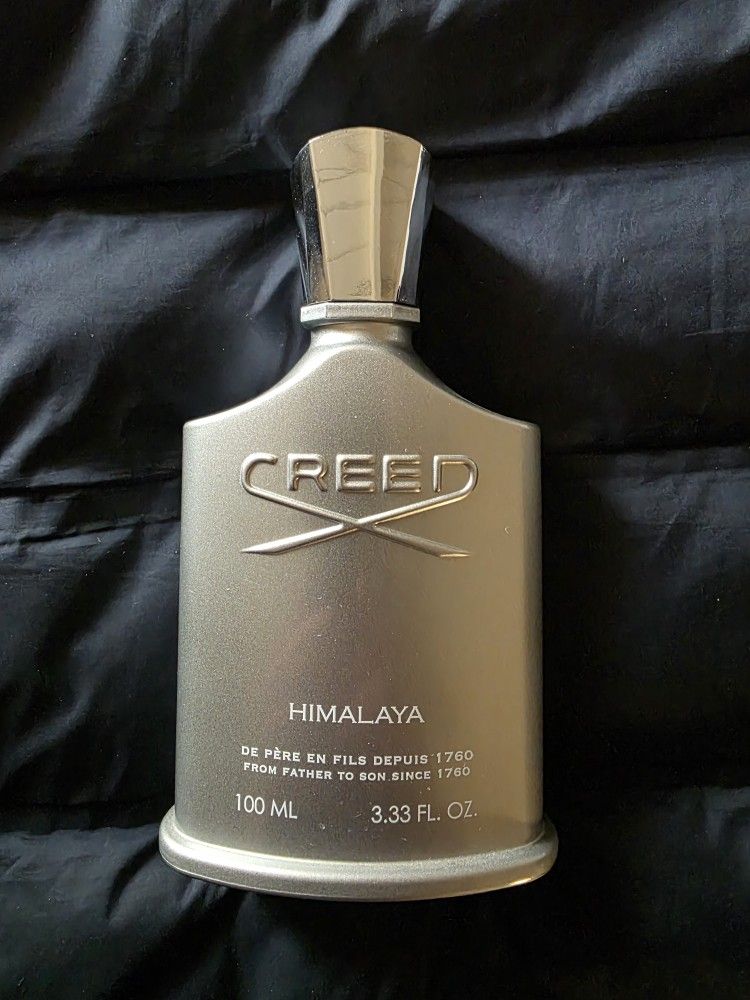 CREED
HIMALAYA
DE PÈRE EN FILS DEPUIS 1760
FROM FATHER TO SON SINCE 1760
100 ML 3.33 FL. OZ.